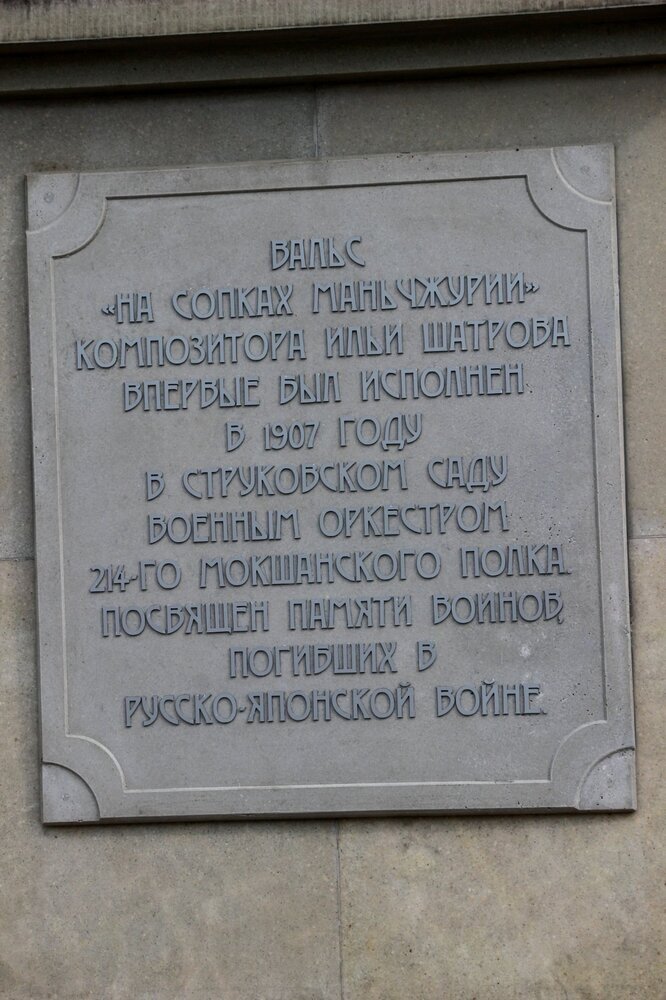 ВАЛЬС
«НА СОПКАХ МАНЬЧЖУРИИ»
КОМПОЗИТОРА ИЛЬИ ШАТРОВА
ВПЕРВЫЕ БЫЛ ИСПОЛНЕН
В 1907 ГОДУ
В СТРУКОВСКОМ САДУ
ВОЕННЫМ ОРКЕСТРОМ
214-ГО МОКШАНСКОГО ПОЛКА.
ПОСВЯЩЕН ПАМЯТИ ВОИНОВ,
ПОГИБШИХ В
РУССКО-ЯПОНСКОЙ ВОЙНЕ.